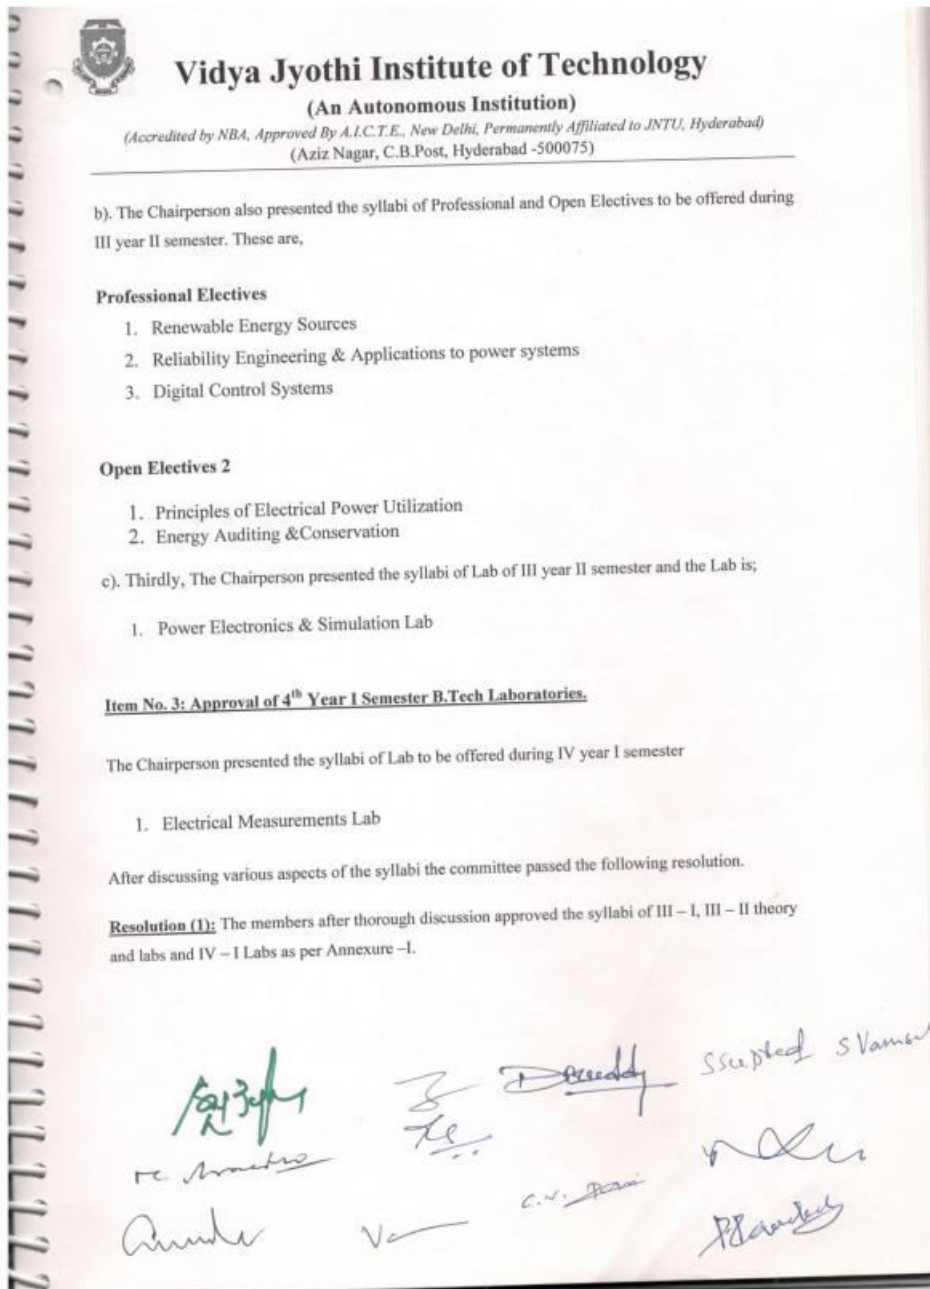 Vidya Jyothi Institute of Technology
(An Autonomous Institution)
(Accredited by NBA, Approved By A.I.C.T.E., New Delhi, Permanently Affiliated to JNTU, Hyderabad)
(Aziz Nagar, C.B.Post, Hyderabad -500075)
b). The Chairperson also presented the syllabi of Professional and Open Electives to be offered during
III year II semester. These are,
Professional Electives
1. Renewable Energy Sources
2. Reliability Engineering & Applications to power systems
3. Digital Control Systems
Open Electives 2
1. Principles of Electrical Power Utilization
2. Energy Auditing &Conservation
c). Thirdly, The Chairperson presented the syllabi of Lab of III year II semester and the Lab is;
1. Power Electronics & Simulation Lab
Item No. 3: Approval of 4th Year I Semester B.Tech Laboratories.
The Chairperson presented the syllabi of Lab to be offered during IV year I semester
1. Electrical Measurements Lab
After discussing various aspects of the syllabi the committee passed the following resolution.
Resolution (1): The members after thorough discussion approved the syllabi of III – I, III – II theory
and labs and IV – I Labs as per Annexure –I.